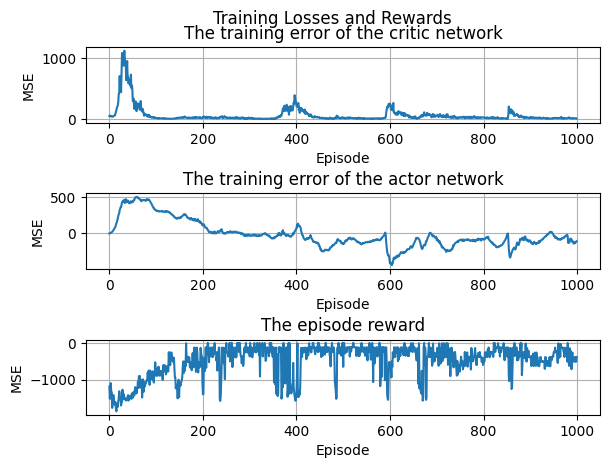 Training Losses and Rewards
The training error of the critic network
1000
0
MSE
0 200 400 600 800 1000
Episode
The training error of the actor network
500
0
MSE
0 200 400 600 800 1000
Episode
The episode reward
0
−1000
MSE
0 200 400 600 800 1000
Episode